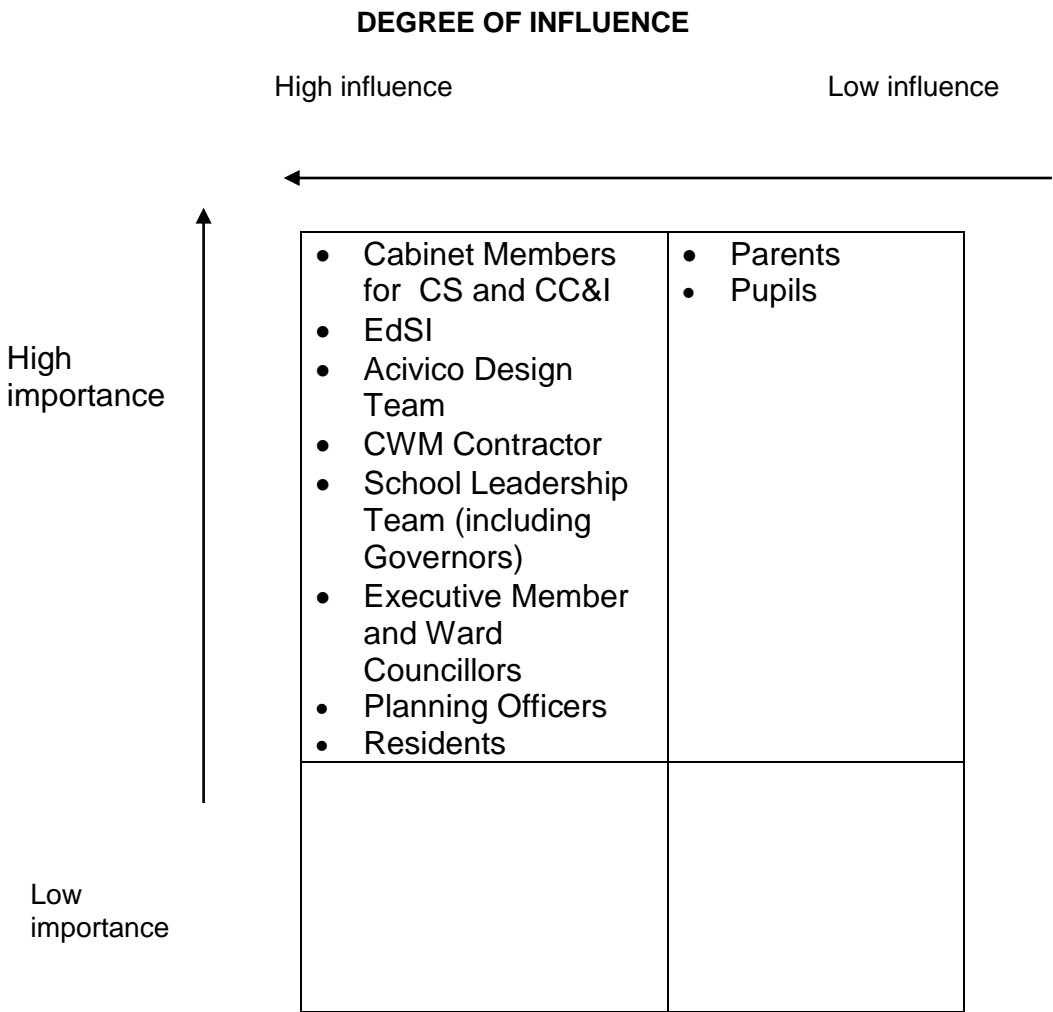 DEGREE OF INFLUENCE
High influence Low influence
High
importance
• Cabinet Members
for CS and CC&I
• EdSI
• Acivico Design
Team
• CWM Contractor
• School Leadership
Team (including
Governors)
• Executive Member
and Ward
Councillors
• Planning Officers
• Residents
• Parents
• Pupils
Low
importance